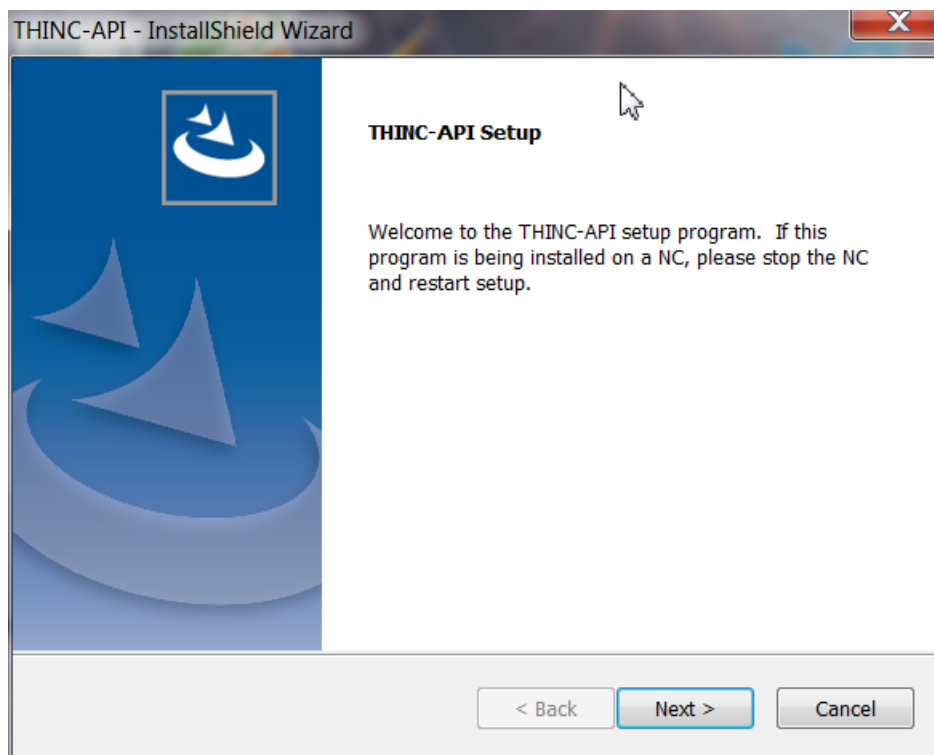 THINC-API - InstallShield Wizard
THINC-API Setup
Welcome to the THINC-API setup program.  If this
program is being installed on a NC, please stop the NC
and restart setup.
< Back
Next >
Cancel